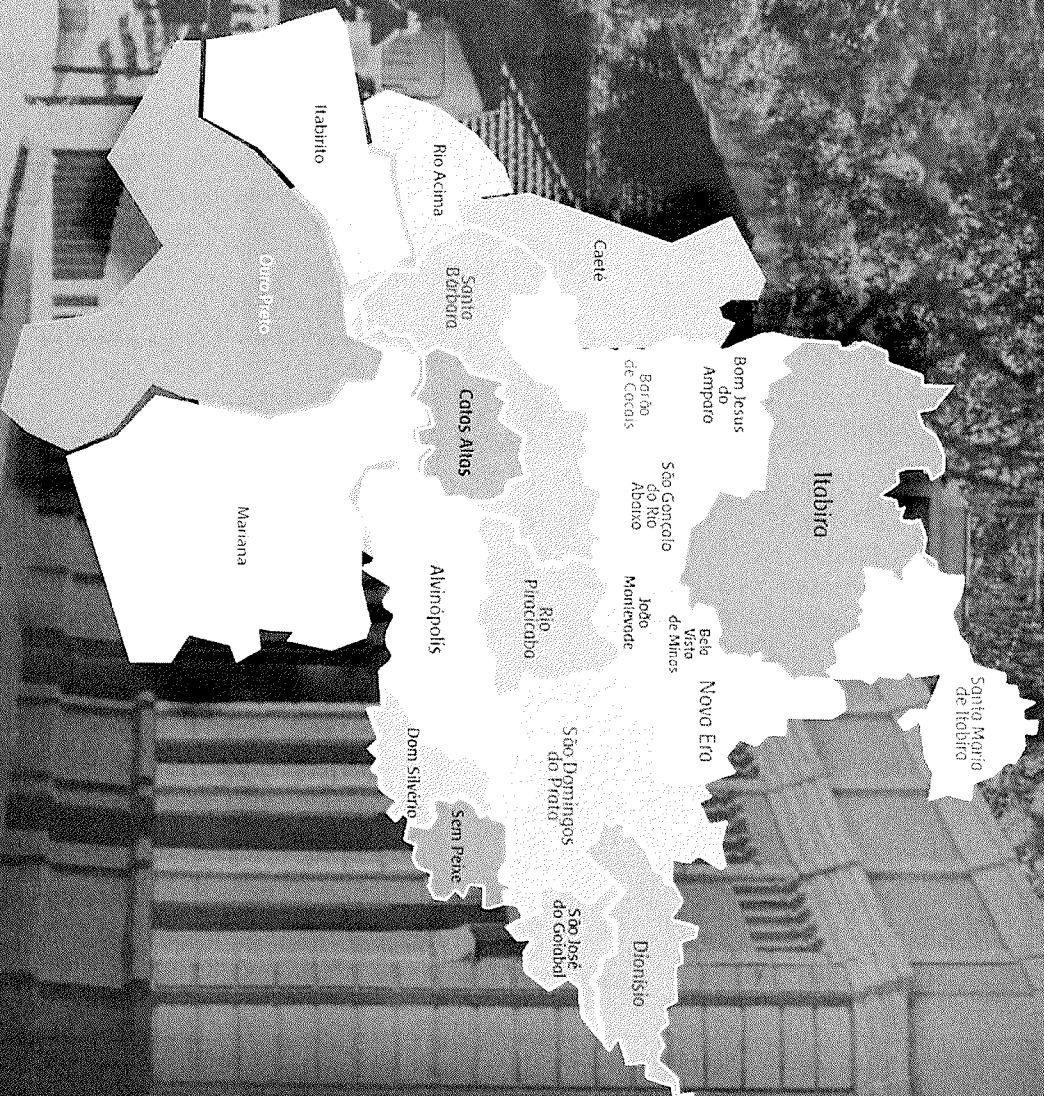 Santa Maria
de Itabira
Itabira
Bom Jesus
do
Amparo
Nova Era
Bela
Vista
de Minas
São Gonçalo
do Rio
Abaixo
João
Monlevade
Barão
de Cocais
Dionísio
Caeté
São Domingos
do Prata
São José
do Goiabal
Rio
Piracicaba
Santa
Bárbara
Catas Altas
Sem Peixe
Rio Acima
Alvinópolis
Dom Silvério
Itabirito
Ouro Preto
Mariana